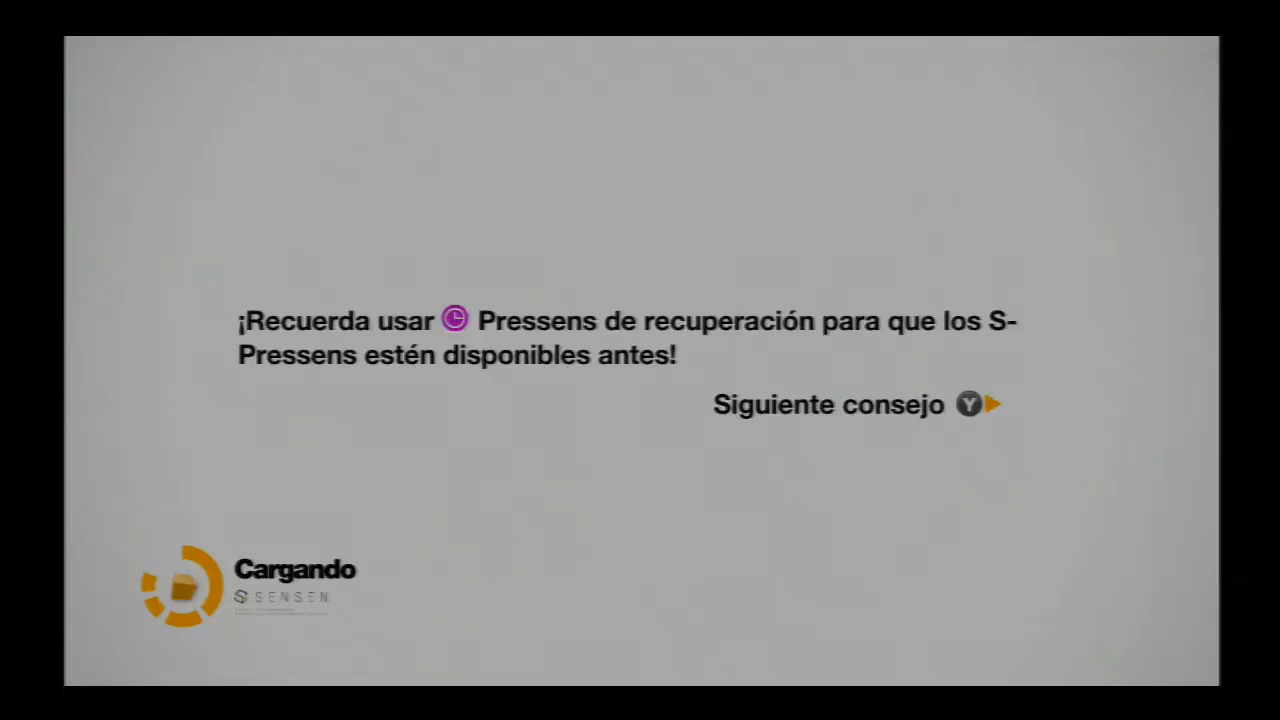 ¡Recuerda usar Pressens de recuperación para que los S-
Pressens estén disponibles antes!
Siguiente consejo Y
Cargando
SENSEN